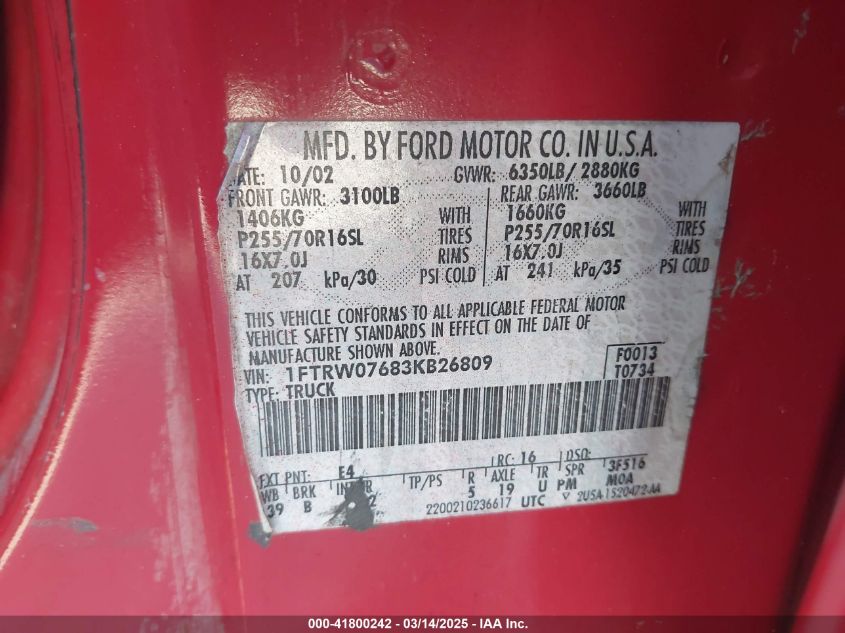 MFD. BY FORD MOTOR CO. IN U.S.A.
DATE: 10/02 GVWR: 6350LB/ 2880KG
FRONT GAWR: 3100LB REAR GAWR: 3660LB
1406KG WITH 1660KG WITH
P255/70R16SL TIRES P255/70R16SL TIRES
16X7.0J RIMS 16X7.0J RIMS
AT 207 kPa/30 PSI COLD AT 241 kPa/35 PSI COLD
THIS VEHICLE CONFORMS TO ALL APPLICABLE FEDERAL MOTOR
VEHICLE SAFETY STANDARDS IN EFFECT ON THE DATE OF
MANUFACTURE SHOWN ABOVE.
VIN: 1FTRW07683KB26809 F0013
TYPE: TRUCK T0734
EXT PNT: E4 RC: 16 DSO: 3F516
WB BRK TP/PS R AXLE TR SPR MOA
39 B 2 5 19 U PM
2200210236617 UTC 2U5A-1520472-AA
000-41800242 - 03/14/2025 - IAA Inc.